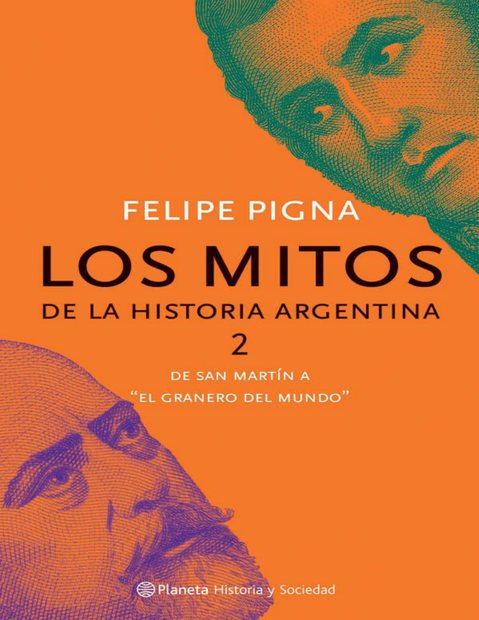 FELIPE PIGNA
LOS MITOS
DE LA HISTORIA ARGENTINA
2
DE SAN MARTÍN A
“EL GRANERO DEL MUNDO”
Planeta Historia y Sociedad